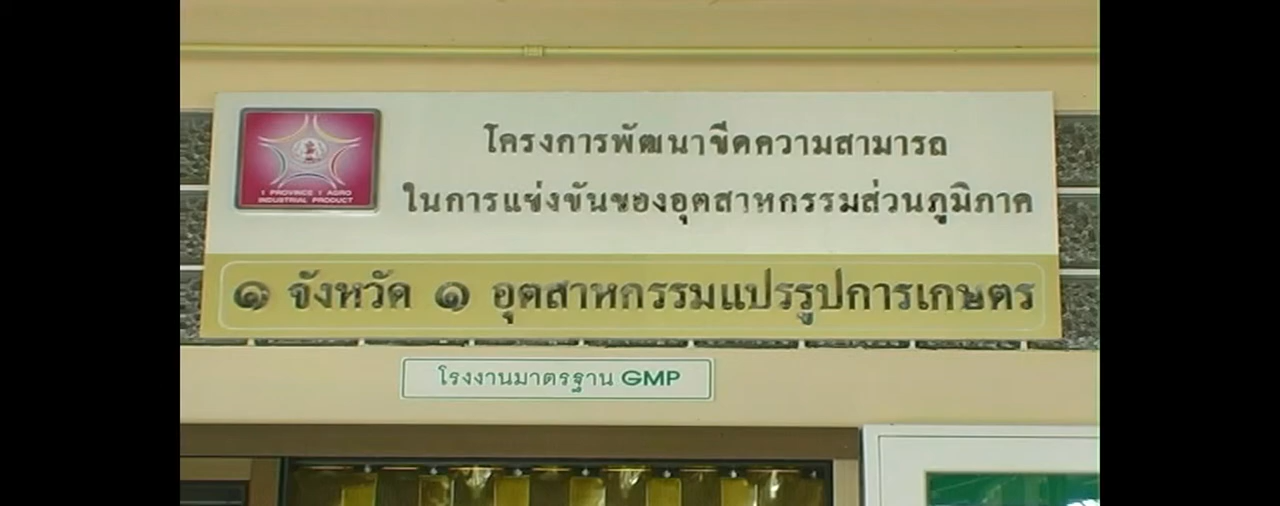 โครงการพัฒนาขีดความสามารถ
ในการแข่งขันของอุตสาหกรรมส่วนภูมิภาค
1 PROVINCE 1 AGRO
INDUSTRIAL PRODUCT
๑ จังหวัด ๑ อุตสาหกรรมแปรรูปการเกษตร
โรงงานมาตรฐาน GMP